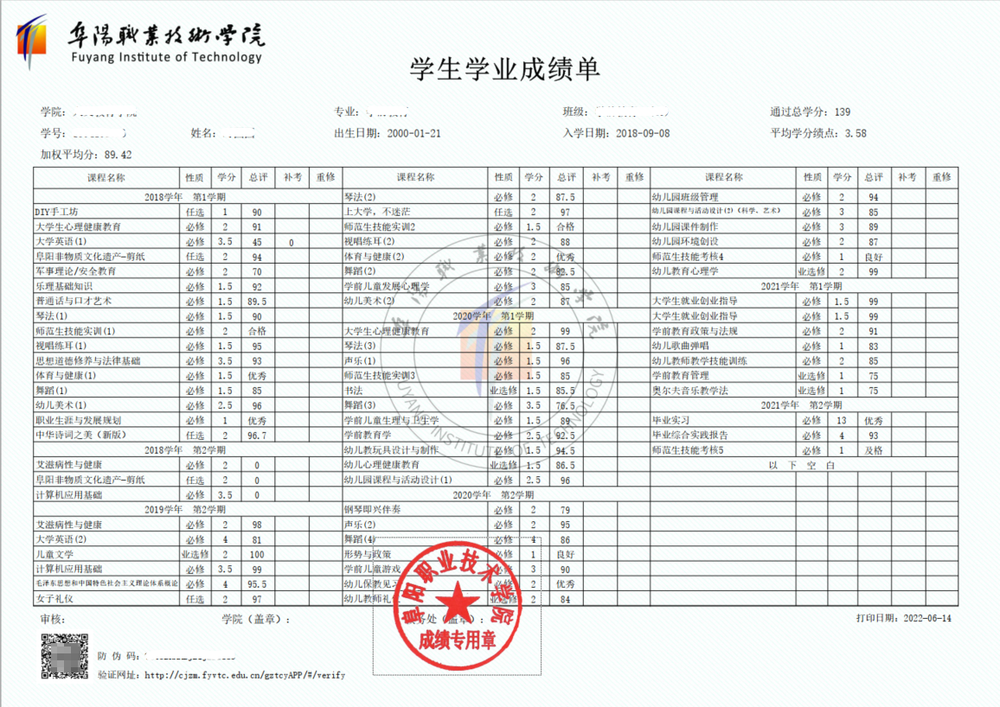 阜阳職業技術学院
Fuyang Institute of Technology
学生学业成绩单
学院：
专业：
班级：
通过总学分：139
学号：
姓名：
出生日期：2000-01-21
入学日期：2018-09-08
平均学分绩点：3.58
加权平均分：89.42
课程名称 性质 学分 总评 补考 重修
2018学年 第1学期
DIY手工坊 任选 1 90
大学生心理健康教育 必修 2 91
大学英语(1) 必修 3.5 45 0
阜阳非物质文化遗产-剪纸 任选 2 94
军事理论/安全教育 必修 2 70
乐理基础知识 必修 1.5 92
普通话与口才艺术 必修 1.5 89.5
琴法(1) 必修 1.5 90
师范生技能实训(1) 必修 2 合格
视唱练耳(1) 必修 1.5 95
思想道德修养与法律基础 必修 3.5 93
体育与健康(1) 必修 1.5 优秀
舞蹈(1) 必修 1.5 85
幼儿美术(1) 必修 2.5 96
职业生涯与发展规划 必修 1 优秀
中华诗词之美（新版） 任选 2 96.7
2018学年 第2学期
艾滋病性与健康 必修 2 0
阜阳非物质文化遗产-剪纸 任选 2 0
计算机应用基础 必修 3.5 0
2019学年 第2学期
艾滋病性与健康 必修 2 98
大学英语(2) 必修 4 81
儿童文学 业选修 2 100
计算机应用基础 必修 3.5 99
毛泽东思想和中国特色社会主义理论体系概论 必修 4 95.5
女子礼仪 任选 2 97
课程名称 性质 学分 总评 补考 重修
琴法(2) 必修 2 87.5
上大学，不迷茫 任选 2 97
师范生技能实训2 必修 1.5 合格
视唱练耳(2) 必修 2 88
体育与健康(2) 必修 2 优秀
舞蹈(2) 必修 2 82.5
学前儿童发展心理学 必修 3 85
幼儿美术(2) 必修 2 87
2020学年 第1学期
大学生心理健康教育 必修 2 99
琴法(3) 必修 1.5 87.5
声乐(1) 必修 1.5 96
师范生技能实训3 必修 1.5 85
书法 业选修 1.5 85.5
舞蹈(3) 必修 3.5 76.5
学前儿童生理与卫生学 必修 1.5 89
学前教育学 必修 2.5 92.5
幼儿教玩具设计与制作 必修 1.5 94.5
幼儿心理健康教育 业选修 1.5 86.5
幼儿园课程与活动设计(1) 必修 2.5 96
2020学年 第2学期
钢琴即兴伴奏 必修 2 79
声乐(2) 必修 2 95
舞蹈(4) 必修 4 86
形势与政策 必修 1 良好
学前儿童游戏 必修 3 90
幼儿保教见习 必修 2 优秀
幼儿教师礼仪 业选修 2 84
课程名称 性质 学分 总评 补考 重修
幼儿园班级管理 必修 2 94
幼儿园课程与活动设计(2)（科学、艺术） 必修 3 85
幼儿园课件制作 必修 3 89
幼儿园环境创设 必修 2 87
师范生技能考核4 必修 1 良好
幼儿教育心理学 业选修 2 99
2021学年 第1学期
大学生就业创业指导 必修 1.5 99
大学生就业创业指导 必修 1.5 99
学前教育政策与法规 必修 2 91
幼儿歌曲弹唱 必修 1 83
幼儿教师教学技能训练 必修 2 85
学前教育管理 业选修 1 75
奥尔夫音乐教学法 业选修 1 75
2021学年 第2学期
毕业实习 必修 13 优秀
毕业综合实践报告 必修 4 93
师范生技能考核5 必修 1 及格
以 下 空 白
阜阳職業技術学院
FUYANG INSTITUTE OF TECHNOLOGY
审核：
学院（盖章）：
教务处（盖章）：
打印日期：2022-06-14
阜阳职业技术学院
成绩专用章
防 伪 码：
验证网址：http://cjzm.fyvtc.edu.cn/gztcyAPP/#/verify